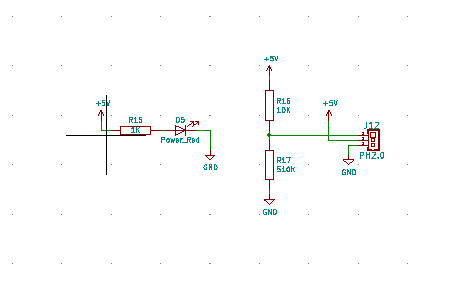 +5V
R15
1K
D5
Power_Red
GND
+5V
R16
10K
R17
510K
GND
+5V
J12
PH2.0
GND